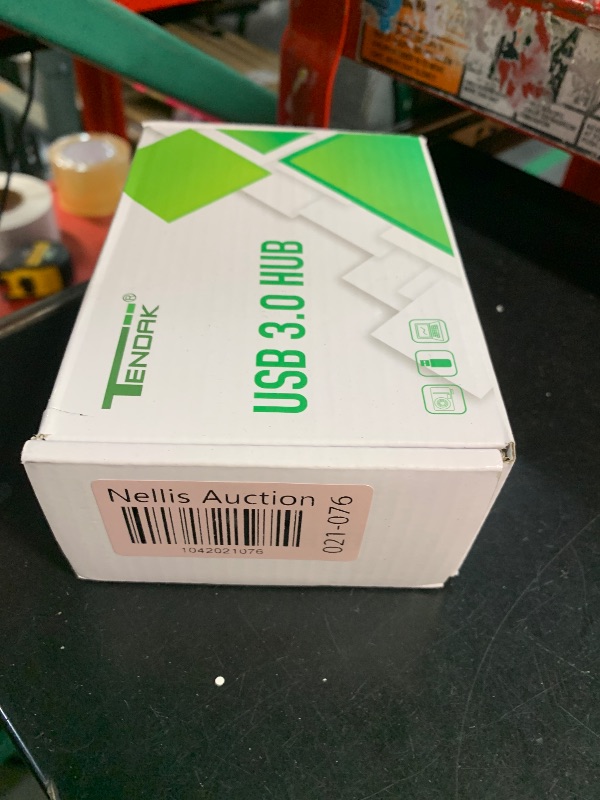 TENDAK®
USB 3.0 HUB
Nellis Auction
1042021076
021-076